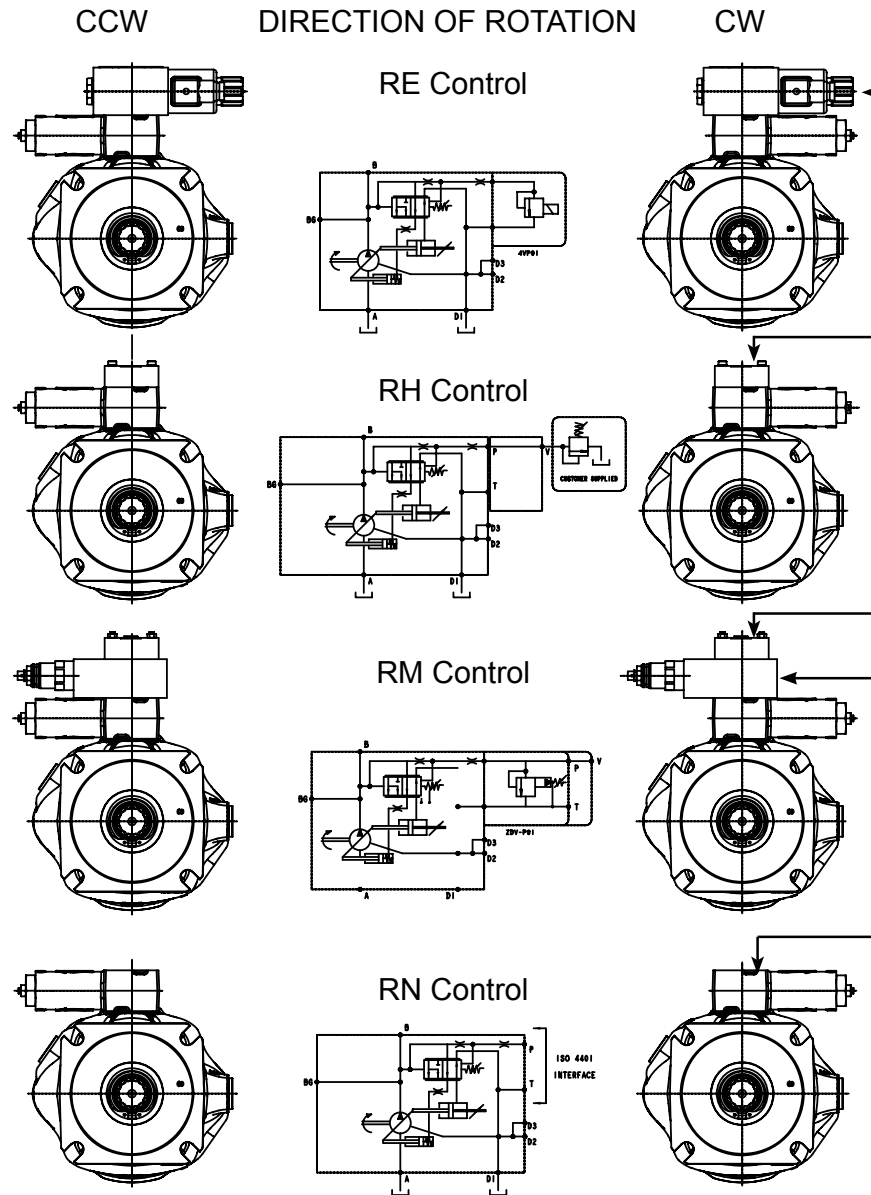 CCW DIRECTION OF ROTATION CW
RE Control
B
BG
4VP01
D3
D2
A D1
RH Control
B
P V
BG
CUSTOMER SUPPLIED
T
D3
D2
A D1
RM Control
B
P V
BG
T
ZDV-P01
D3
D2
A D1
RN Control
B
P
ISO 4401
INTERFACE
BG T
D3
D2
A D1